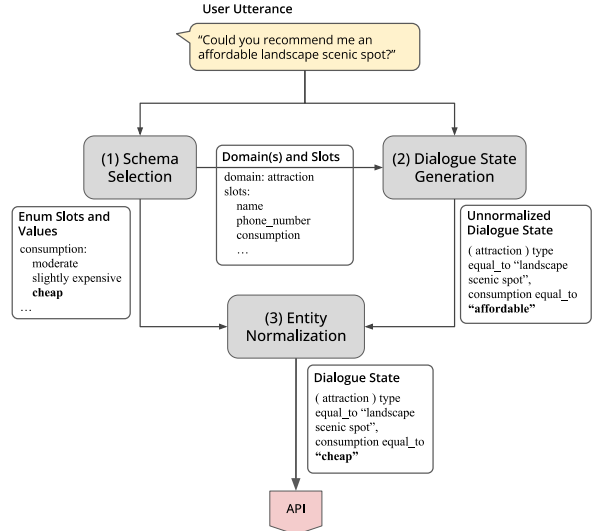 User Utterance
“Could you recommend me an
affordable landscape scenic spot?”
(1) Schema
Selection
Domain(s) and Slots
domain: attraction
slots:
name
phone_number
consumption
…
(2) Dialogue State
Generation
Enum Slots and
Values
consumption:
moderate
slightly expensive
cheap
…
Unnormalized
Dialogue State
( attraction ) type
equal_to “landscape
scenic spot”,
consumption equal_to
“affordable”
(3) Entity
Normalization
Dialogue State
( attraction ) type
equal_to “landscape
scenic spot”,
consumption equal_to
“cheap”
API